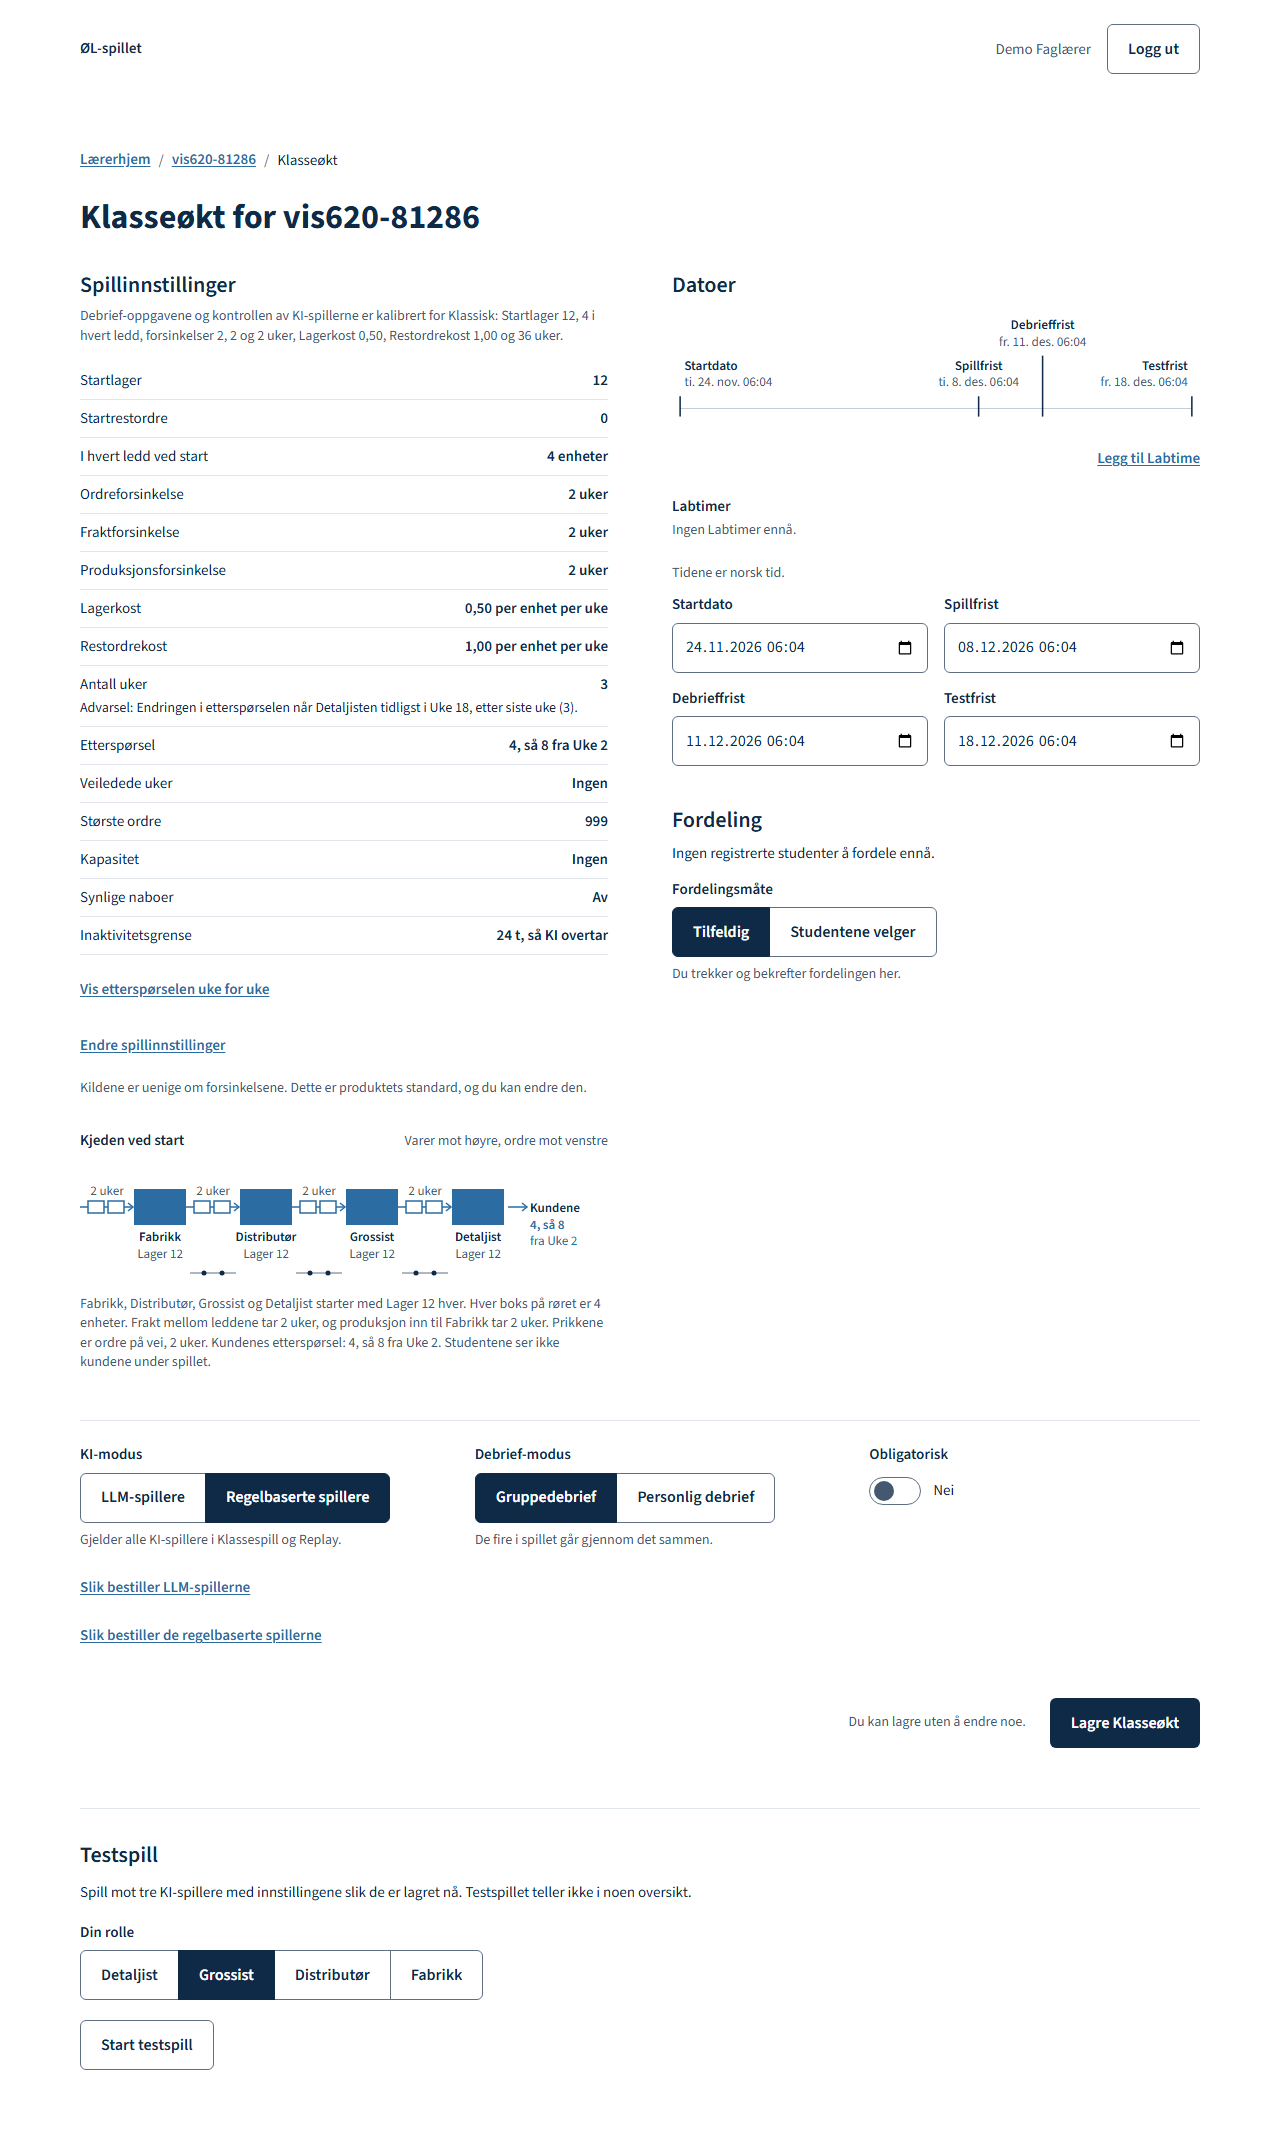 ØL-spillet
Demo Faglærer
Logg ut
Lærerhjem / vis620-81286 / Klasseøkt
Klasseøkt for vis620-81286
Spillinnstillinger
Debrief-oppgavene og kontrollen av KI-spillerne er kalibrert for Klassisk: Startlager 12, 4 i
hvert ledd, forsinkelser 2, 2 og 2 uker, Lagerkost 0,50, Restordrekost 1,00 og 36 uker.
Startlager 12
Startrestordre 0
I hvert ledd ved start 4 enheter
Ordreforsinkelse 2 uker
Fraktforsinkelse 2 uker
Produksjonsforsinkelse 2 uker
Lagerkost 0,50 per enhet per uke
Restordrekost 1,00 per enhet per uke
Antall uker 3
Advarsel: Endringen i etterspørselen når Detaljisten tidligst i Uke 18, etter siste uke (3).
Etterspørsel 4, så 8 fra Uke 2
Veiledede uker Ingen
Største ordre 999
Kapasitet Ingen
Synlige naboer Av
Inaktivitetsgrense 24 t, så KI overtar
Vis etterspørselen uke for uke
Endre spillinnstillinger
Kildene er uenige om forsinkelsene. Dette er produktets standard, og du kan endre den.
Kjeden ved start
Varer mot høyre, ordre mot venstre
2 uker 2 uker 2 uker 2 uker
Fabrikk Distributør Grossist Detaljist
Lager 12 Lager 12 Lager 12 Lager 12
Kundene
4, så 8
fra Uke 2
Fabrikk, Distributør, Grossist og Detaljist starter med Lager 12 hver. Hver boks på røret er 4
enheter. Frakt mellom leddene tar 2 uker, og produksjon inn til Fabrikk tar 2 uker. Prikkene
er ordre på vei, 2 uker. Kundenes etterspørsel: 4, så 8 fra Uke 2. Studentene ser ikke
kundene under spillet.
Datoer
Debrieffrist
fr. 11. des. 06:04
Startdato Spillfrist Testfrist
ti. 24. nov. 06:04 ti. 8. des. 06:04 fr. 18. des. 06:04
Legg til Labtime
Labtimer
Ingen Labtimer ennå.
Tidene er norsk tid.
Startdato Spillfrist
24.11.2026 06:04 08.12.2026 06:04
Debrieffrist Testfrist
11.12.2026 06:04 18.12.2026 06:04
Fordeling
Ingen registrerte studenter å fordele ennå.
Fordelingsmåte
Tilfeldig Studentene velger
Du trekker og bekrefter fordelingen her.
KI-modus
LLM-spillere Regelbaserte spillere
Gjelder alle KI-spillere i Klassespill og Replay.
Slik bestiller LLM-spillerne
Slik bestiller de regelbaserte spillerne
Debrief-modus
Gruppedebrief Personlig debrief
De fire i spillet går gjennom det sammen.
Obligatorisk
Nei
Du kan lagre uten å endre noe.
Lagre Klasseøkt
Testspill
Spill mot tre KI-spillere med innstillingene slik de er lagret nå. Testspillet teller ikke i noen oversikt.
Din rolle
Detaljist Grossist Distributør Fabrikk
Start testspill